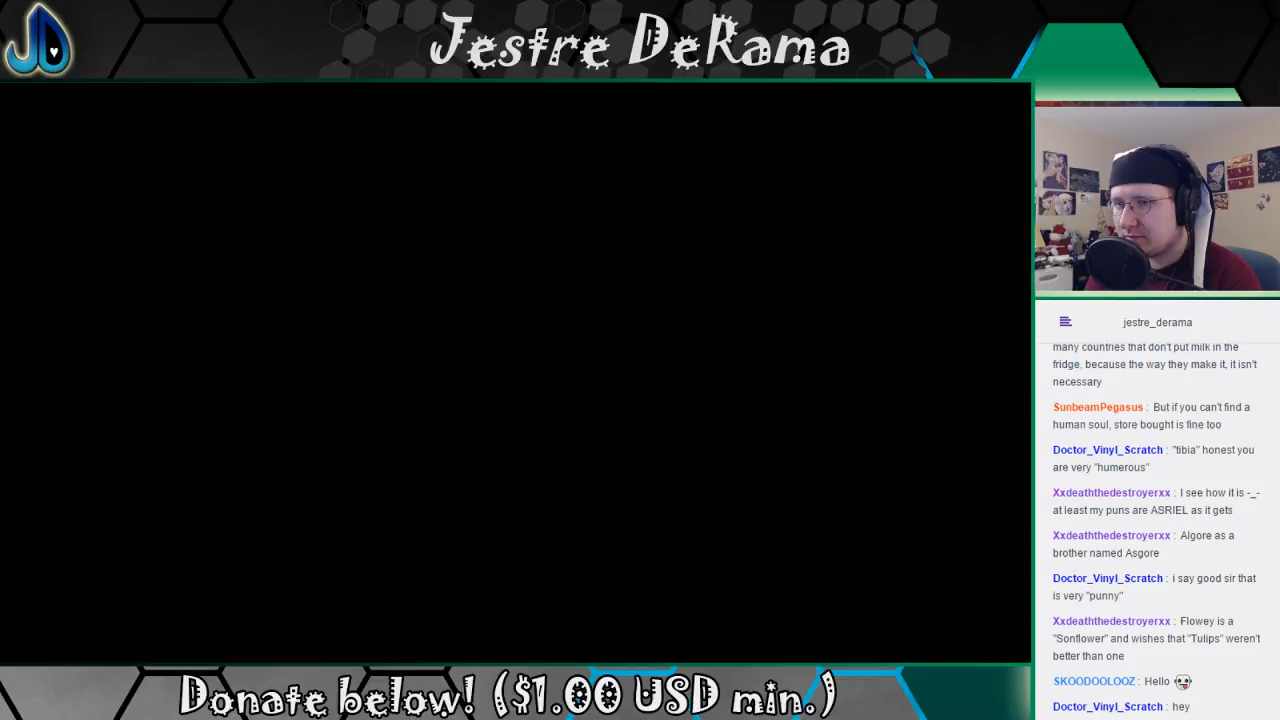 JD
Jestre DeRama
jestre_derama
many countries that don't put milk in the
fridge, because the way they make it, it isn't
necessary
SunbeamPegasus : But if you can't find a
human soul, store bought is fine too
Doctor_Vinyl_Scratch : "tibia" honest you
are very "humerous"
Xxdeaththedestroyerxx : I see how it is -_-
at least my puns are ASRIEL as it gets
Xxdeaththedestroyerxx : Algore as a
brother named Asgore
Doctor_Vinyl_Scratch : i say good sir that
is very "punny"
Xxdeaththedestroyerxx : Flowey is a
"Sonflower" and wishes that "Tulips" weren't
better than one
SKOODOOLOOZ : Hello
Doctor_Vinyl_Scratch : hey
Donate below! ($1.00 USD min.)